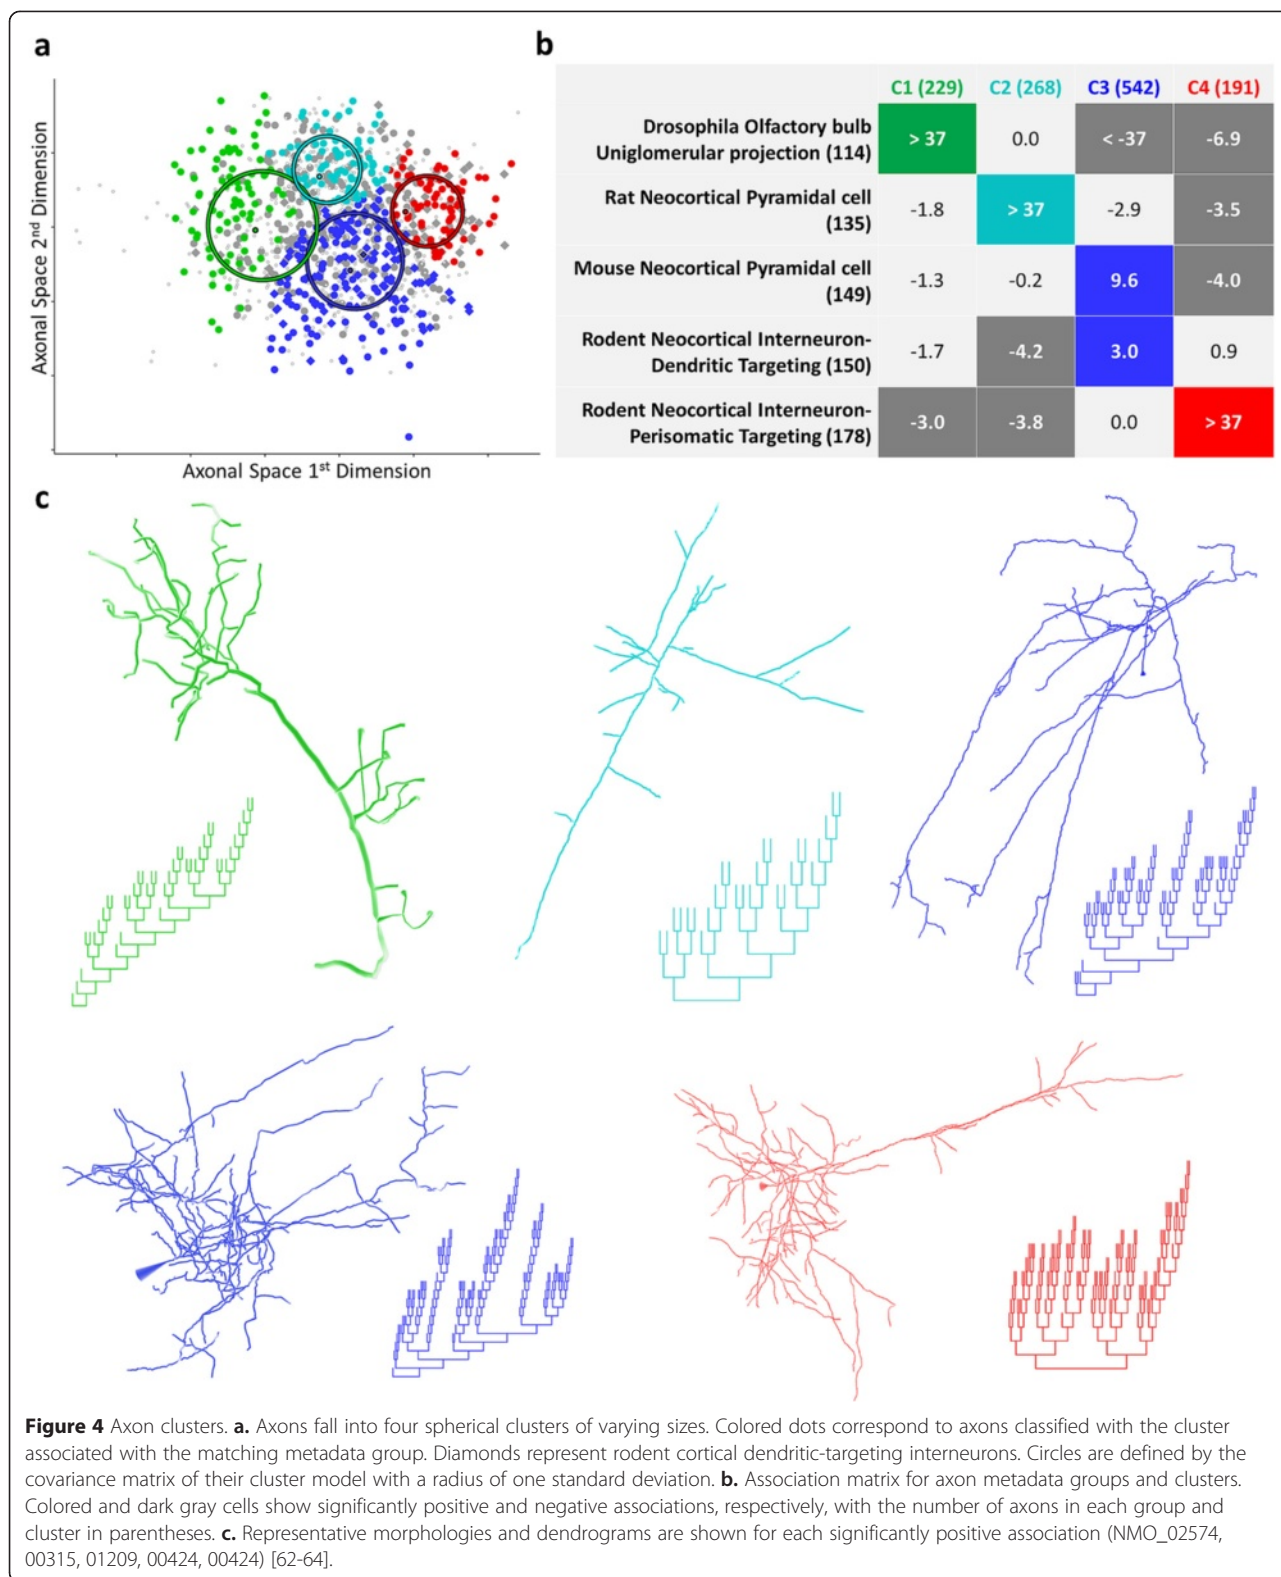 a
Axonal Space 2nd Dimension
Axonal Space 1st Dimension
b
C1 (229) C2 (268) C3 (542) C4 (191)
Drosophila Olfactory bulb
Uniglomerular projection (114) > 37 0.0 < -37 -6.9
Rat Neocortical Pyramidal cell
(135) -1.8 > 37 -2.9 -3.5
Mouse Neocortical Pyramidal cell
(149) -1.3 -0.2 9.6 -4.0
Rodent Neocortical Interneuron-
Dendritic Targeting (150) -1.7 -4.2 3.0 0.9
Rodent Neocortical Interneuron-
Perisomatic Targeting (178) -3.0 -3.8 0.0 > 37
c
Figure 4 Axon clusters. a. Axons fall into four spherical clusters of varying sizes. Colored dots correspond to axons classified with the cluster
associated with the matching metadata group. Diamonds represent rodent cortical dendritic-targeting interneurons. Circles are defined by the
covariance matrix of their cluster model with a radius of one standard deviation. b. Association matrix for axon metadata groups and clusters.
Colored and dark gray cells show significantly positive and negative associations, respectively, with the number of axons in each group and
cluster in parentheses. c. Representative morphologies and dendrograms are shown for each significantly positive association (NMO_02574,
00315, 01209, 00424, 00424) [62-64].